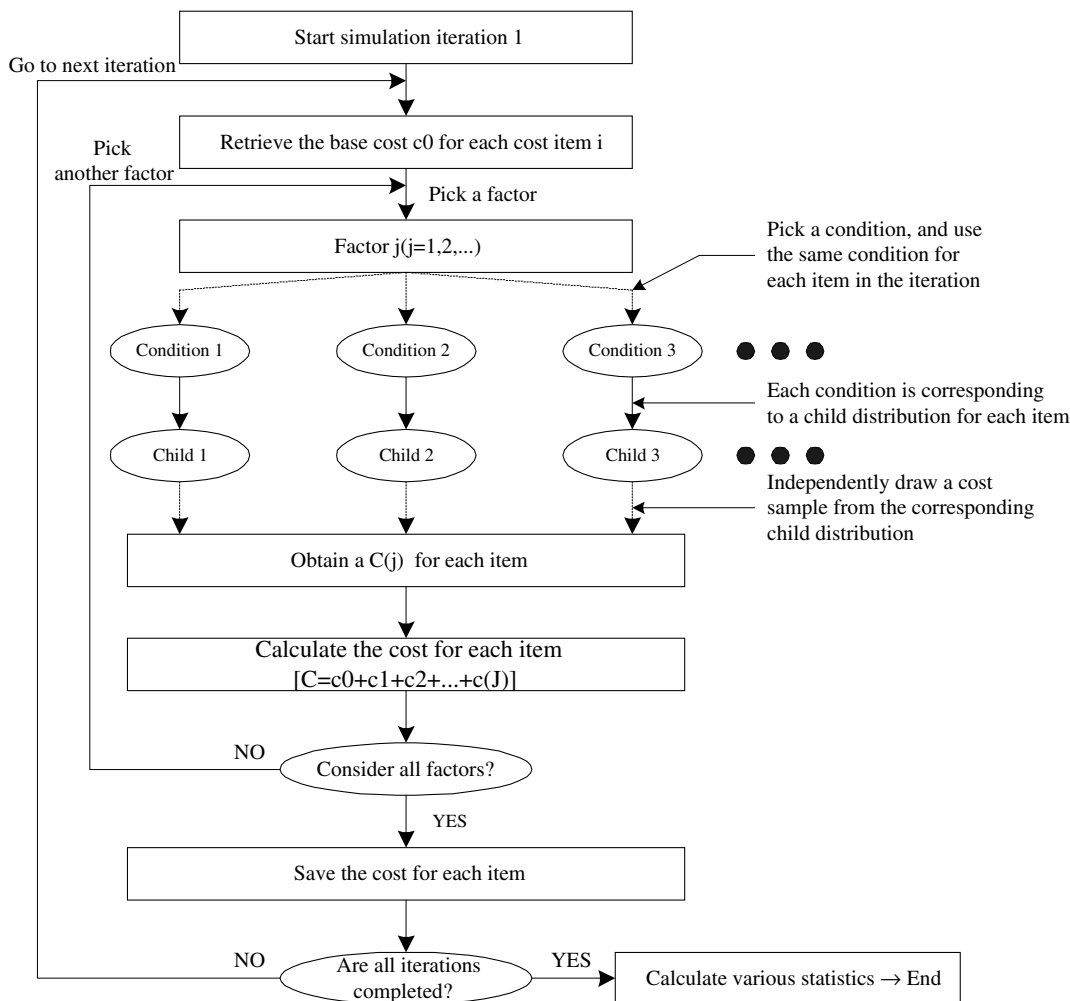 Start simulation iteration 1
Go to next iteration
Retrieve the base cost c0 for each cost item i
Pick
another factor
Pick a factor
Factor j(j=1,2,...)
Pick a condition, and use
the same condition for
each item in the iteration
Condition 1
Condition 2
Condition 3
Each condition is corresponding
to a child distribution for each item
Child 1
Child 2
Child 3
Independently draw a cost
sample from the corresponding
child distribution
Obtain a C(j) for each item
Calculate the cost for each item
[C=c0+c1+c2+...+c(J)]
NO
Consider all factors?
YES
Save the cost for each item
NO
Are all iterations
completed?
YES
Calculate various statistics → End